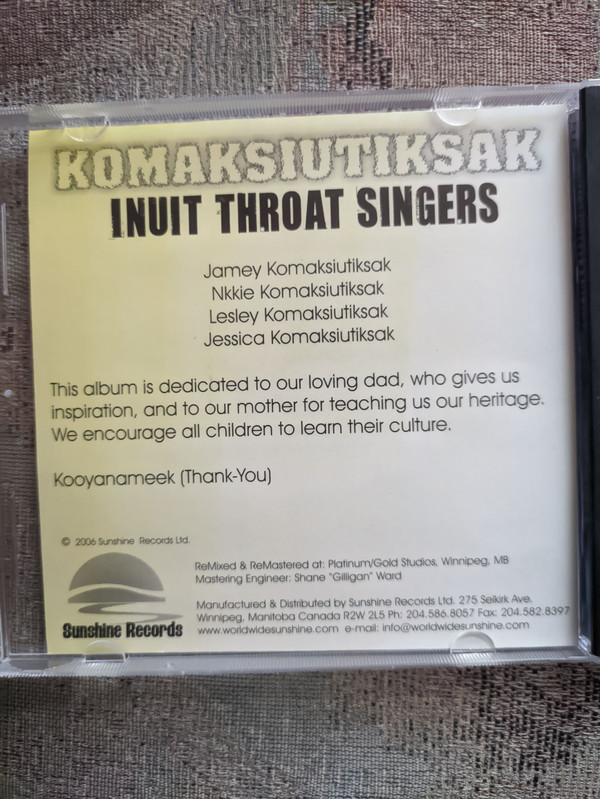 KOMAKSIUTIKSAK
INUIT THROAT SINGERS
Jamey Komaksiutiksak
Nkkie Komaksiutiksak
Lesley Komaksiutiksak
Jessica Komaksiutiksak
This album is dedicated to our loving dad, who gives us
inspiration, and to our mother for teaching us our heritage.
We encourage all children to learn their culture.
Kooyanameek (Thank-You)
© 2006 Sunshine Records Ltd.
ReMixed & ReMastered at: Platinum/Gold Studios, Winnipeg, MB
Mastering Engineer: Shane "Gilligan" Ward
Manufactured & Distributed by Sunshine Records Ltd. 275 Selkirk Ave.
Winnipeg, Manitoba Canada R2W 2L5 Ph: 204.586.8057 Fax: 204.582.8397
www.worldwidesunshine.com e-mail: info@worldwidesunshine.com
Sunshine Records